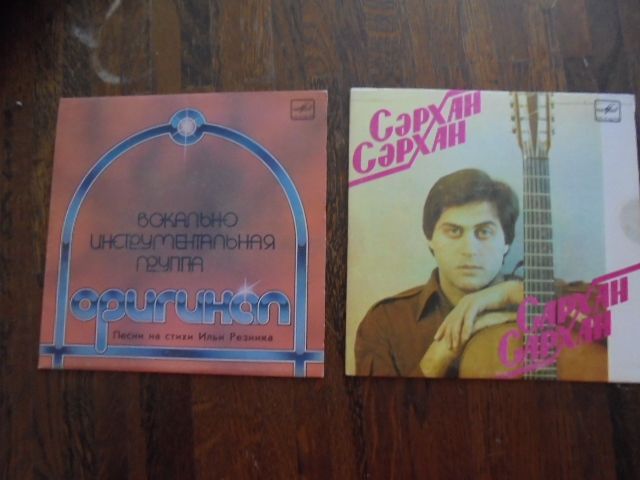 ВОКАЛЬНО
ИНСТРУМЕНТАЛЬНАЯ
ГРУППА
ОРИГИНАЛ
Песни на стихи Ильи Резника
Сәрхан
Сәрхан
Сәрхан
Сәрхан